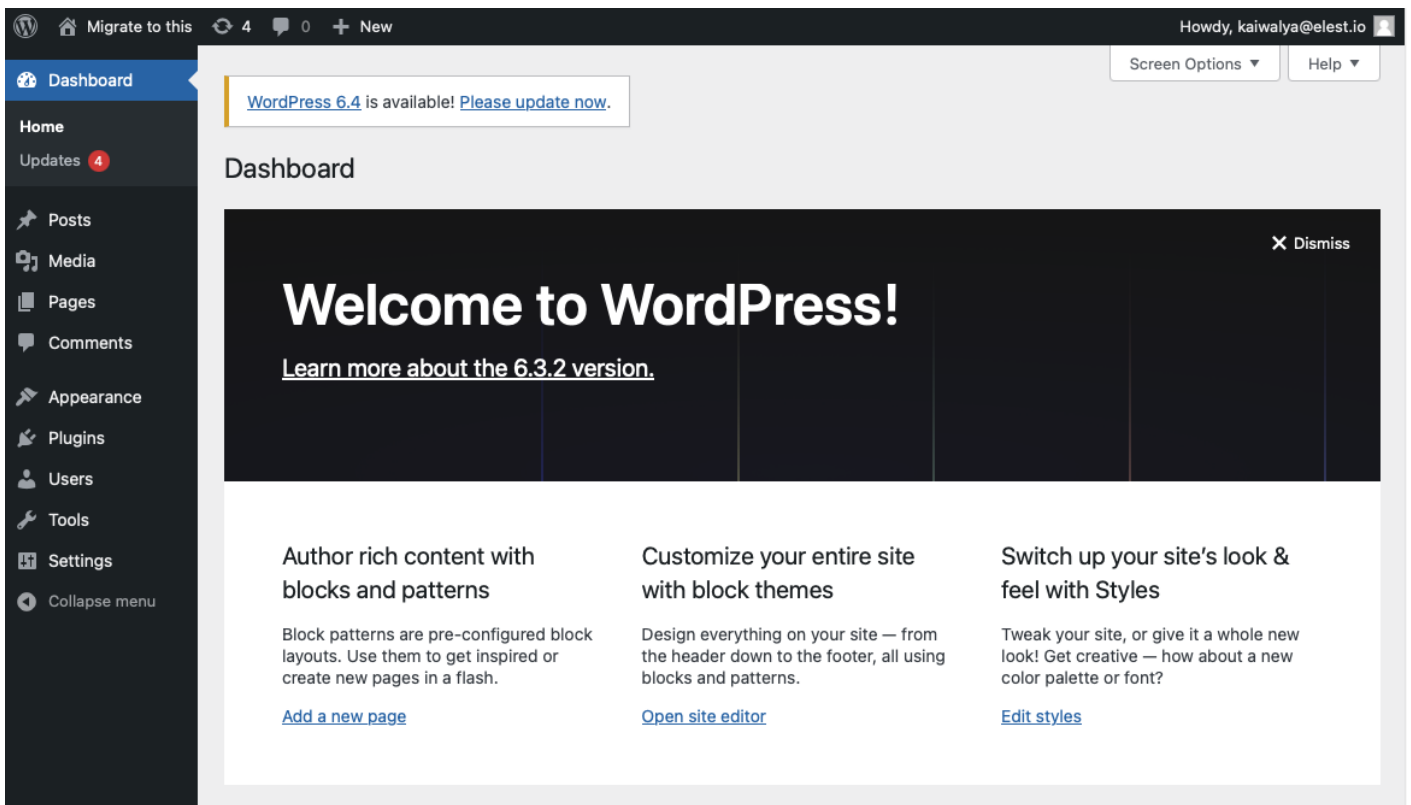 Migrate to this 4 0 New Howdy, kaiwalya@elest.io
Screen Options Help
Dashboard
Home
Updates 4
Posts
Media
Pages
Comments
Appearance
Plugins
Users
Tools
Settings
Collapse menu
WordPress 6.4 is available! Please update now.
Dashboard
Dismiss
Welcome to WordPress!
Learn more about the 6.3.2 version.
Author rich content with
blocks and patterns
Block patterns are pre-configured block
layouts. Use them to get inspired or
create new pages in a flash.
Add a new page
Customize your entire site
with block themes
Design everything on your site — from
the header down to the footer, all using
blocks and patterns.
Open site editor
Switch up your site’s look &
feel with Styles
Tweak your site, or give it a whole new
look! Get creative — how about a new
color palette or font?
Edit styles